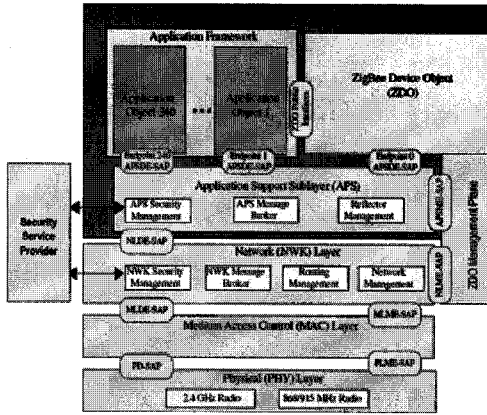 Application Framework
Application
Object
Application
Object
ZigBee Device Object
(ZDO)
Interface
APSDE-SAP
Endpoint 1
APSDE-SAP
Endpoint 0
APSDE-SAP
Application Support Sublayer (APS)
APS Security
Management
APS Message
Broker
Reflector
Management
APSME-SAP
ZDO Management Plane
Security
Service
Provider
NLDE-SAP
Network (NWK) Layer
NWK Security
Management
NWK Message
Broker
Routing
Management
Network
Management
NLME-SAP
MLDE-SAP
MLME-SAP
Medium Access Control (MAC) Layer
PD-SAP
PLME-SAP
Physical (PHY) Layer
2.4 GHz Radio
868/915 MHz Radio